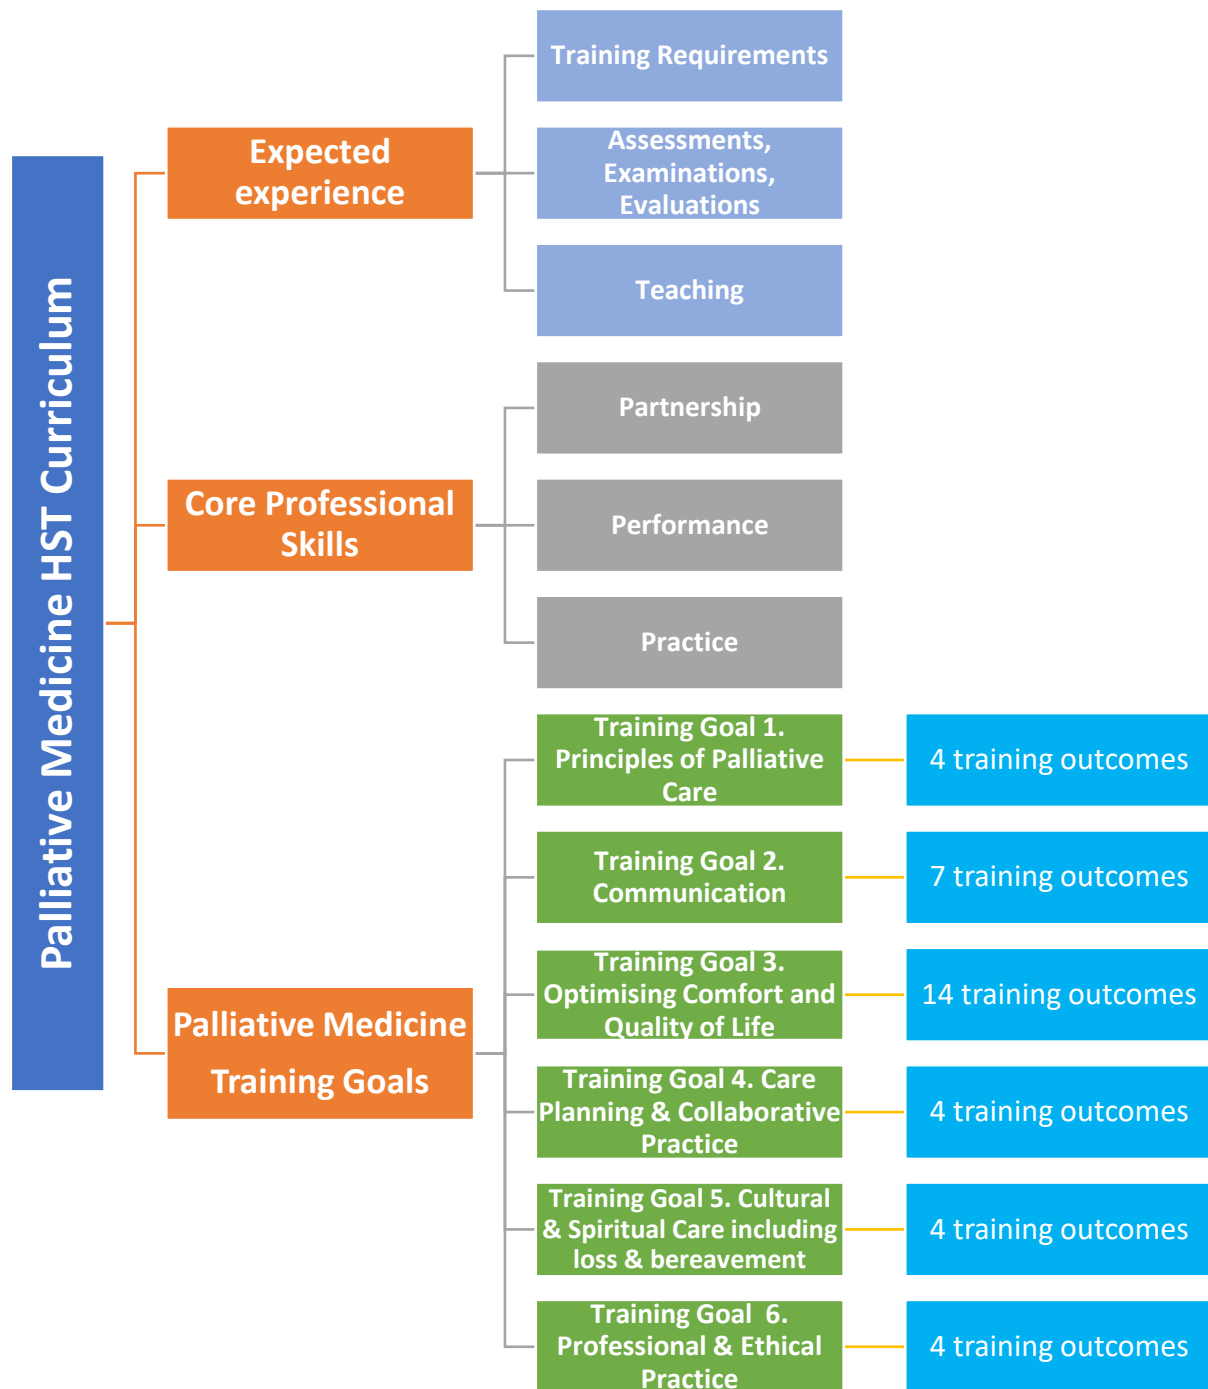 Palliative Medicine HST Curriculum
Expected
experience
Training Requirements
Assessments,
Examinations,
Evaluations
Teaching
Core Professional
Skills
Partnership
Performance
Practice
Palliative Medicine
Training Goals
Training Goal 1.
Principles of Palliative
Care
4 training outcomes
Training Goal 2.
Communication
7 training outcomes
Training Goal 3.
Optimising Comfort and
Quality of Life
14 training outcomes
Training Goal 4. Care
Planning & Collaborative
Practice
4 training outcomes
Training Goal 5. Cultural
& Spiritual Care including
loss & bereavement
4 training outcomes
Training Goal  6.
Professional & Ethical
Practice
4 training outcomes